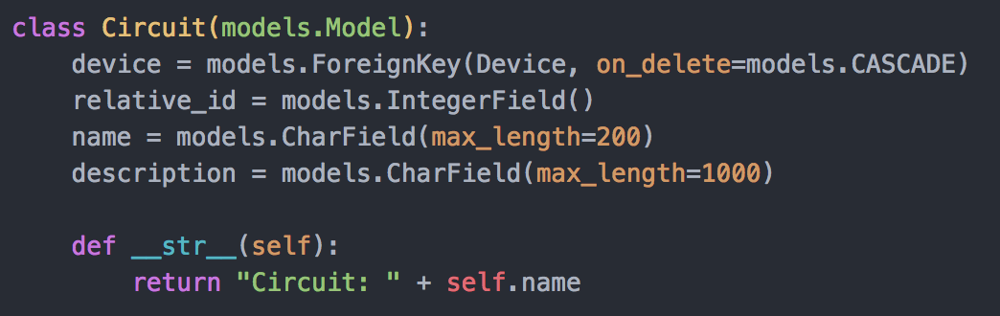 class Circuit(models.Model):
    device = models.ForeignKey(Device, on_delete=models.CASCADE)
    relative_id = models.IntegerField()
    name = models.CharField(max_length=200)
    description = models.CharField(max_length=1000)

    def __str__(self):
        return "Circuit: " + self.name